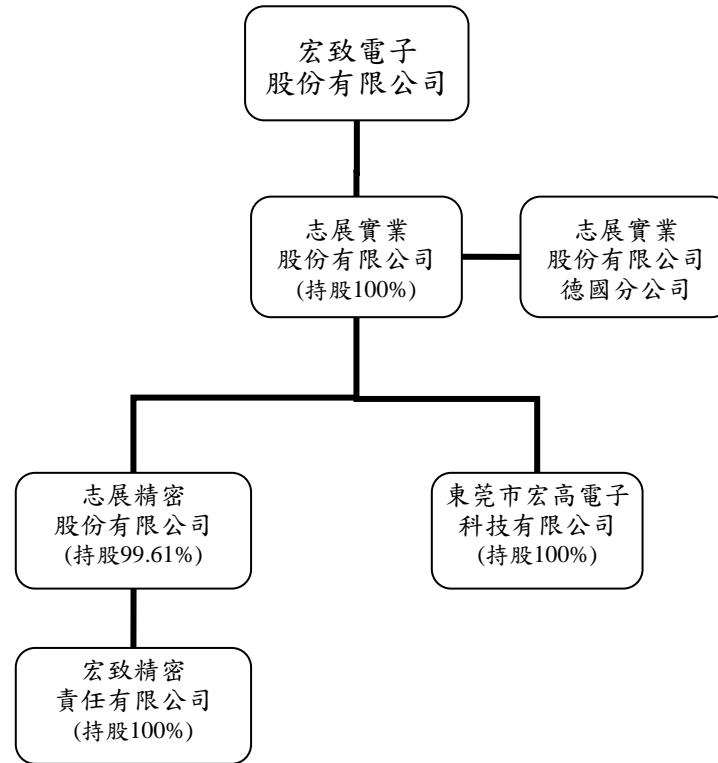 宏致電子
股份有限公司
志展實業
股份有限公司
(持股100%)
志展實業
股份有限公司
德國分公司
志展精密
股份有限公司
(持股99.61%)
東莞市宏高電子
科技有限公司
(持股100%)
宏致精密
責任有限公司
(持股100%)